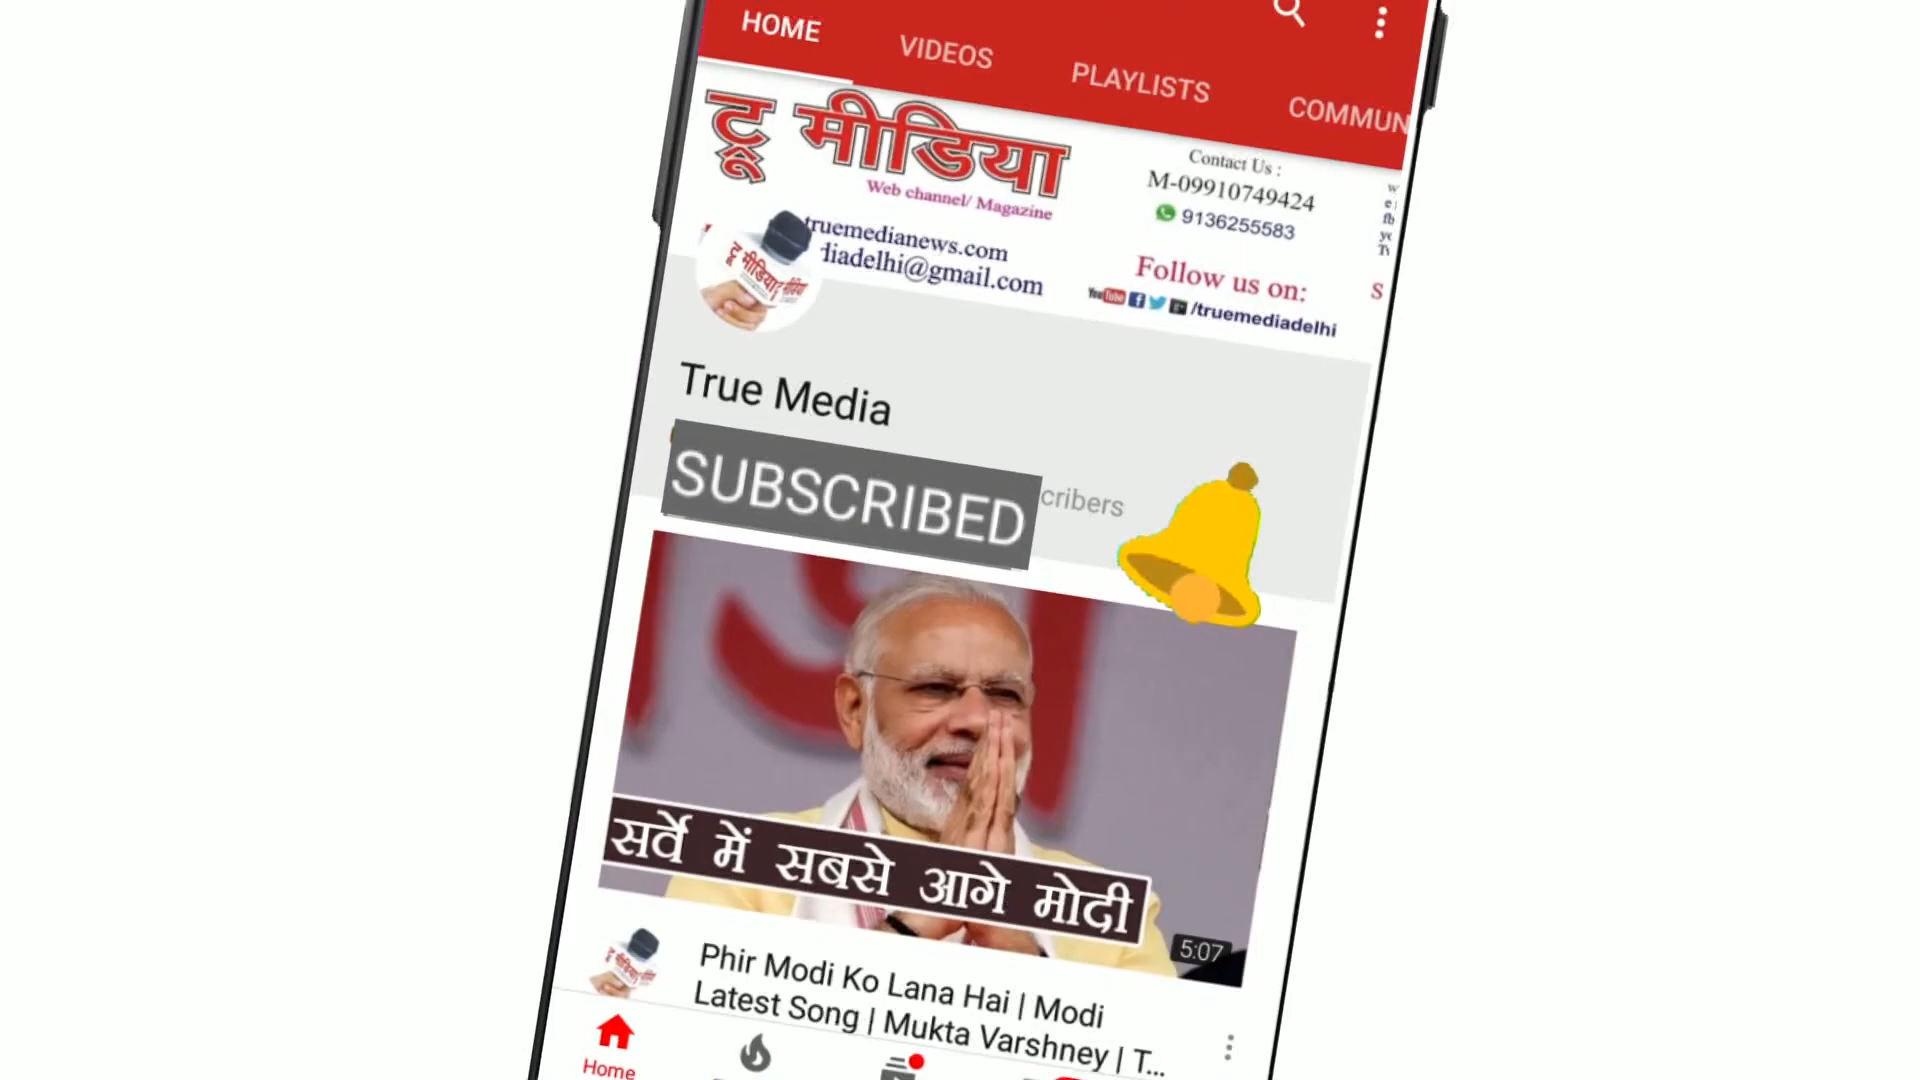 HOME VIDEOS PLAYLISTS COMMUN
ट्रू मीडिया
Web channel/ Magazine
Contact Us :
M-09910749424
9136255583
truemedianews.com
diadelhi@gmail.com
Follow us on:
YouTube /truemediadelhi
True Media
SUBSCRIBED cribers
सर्वे में सबसे आगे मोदी
5:07
Phir Modi Ko Lana Hai | Modi
Latest Song | Mukta Varshney | T...
Home